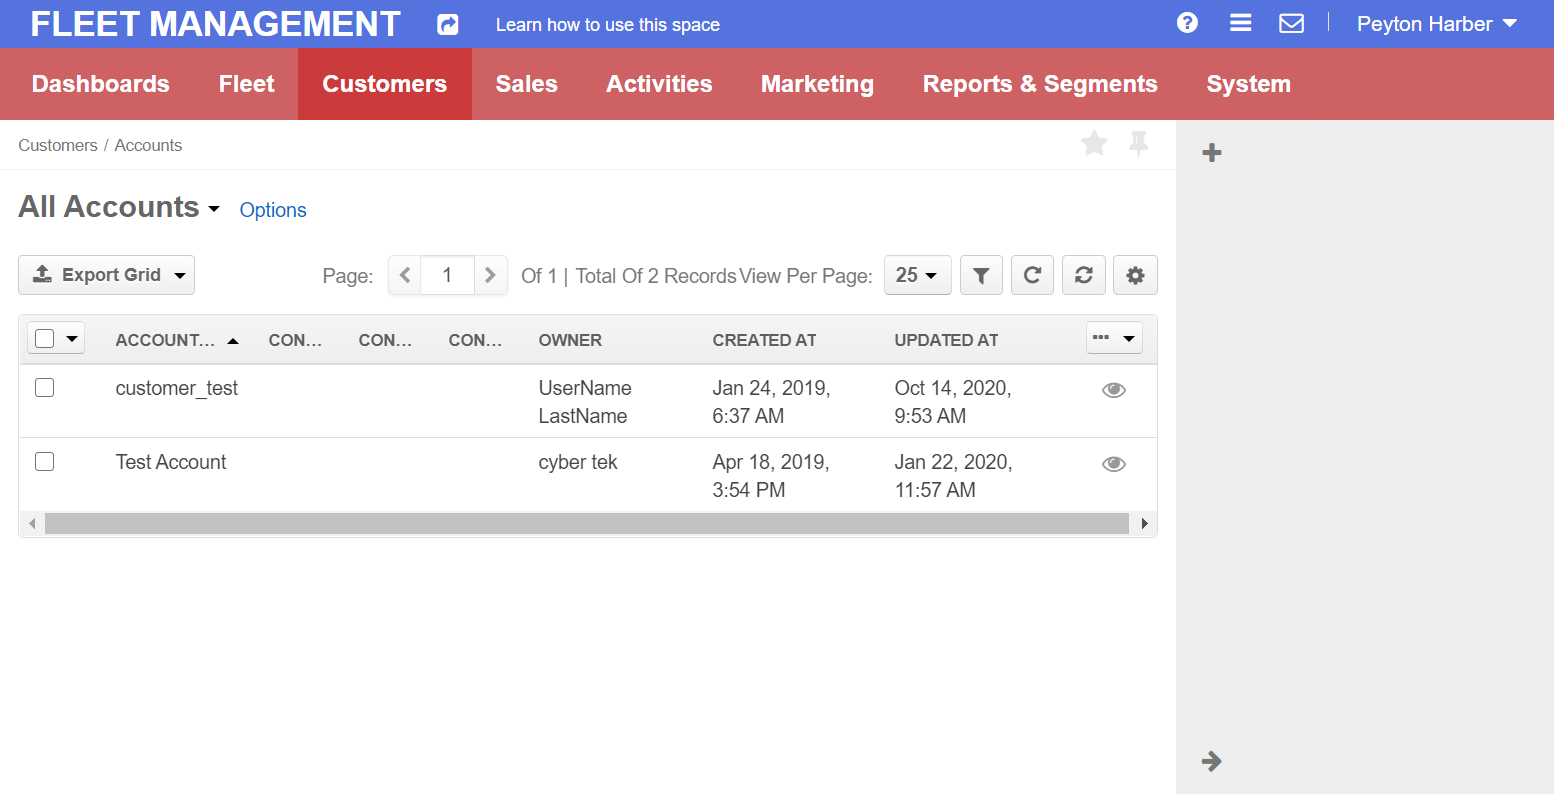 FLEET MANAGEMENT
Learn how to use this space
Peyton Harber
Dashboards Fleet Customers Sales Activities Marketing Reports & Segments System
Customers / Accounts
All Accounts Options
Export Grid Page: 1 Of 1 | Total Of 2 Records View Per Page: 25
ACCOUNT... CON... CON... CON... OWNER CREATED AT UPDATED AT
customer_test UserName Jan 24, 2019, Oct 14, 2020,
LastName 6:37 AM 9:53 AM
Test Account cyber tek Apr 18, 2019, Jan 22, 2020,
3:54 PM 11:57 AM